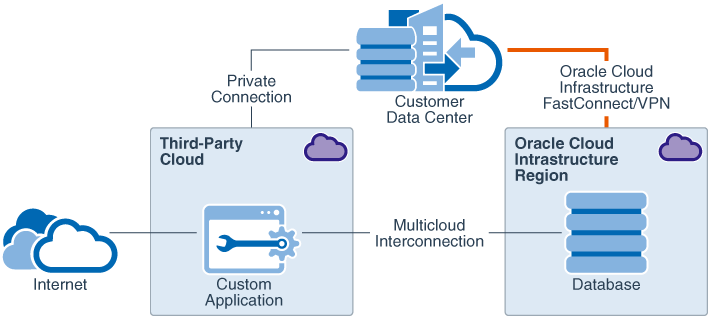 Private
Connection
Customer
Data Center
Oracle Cloud
Infrastructure
FastConnect/VPN
Third-Party
Cloud
Oracle Cloud
Intrastructure
Region
Multicloud
Interconnection
Internet
Custom
Application
Database